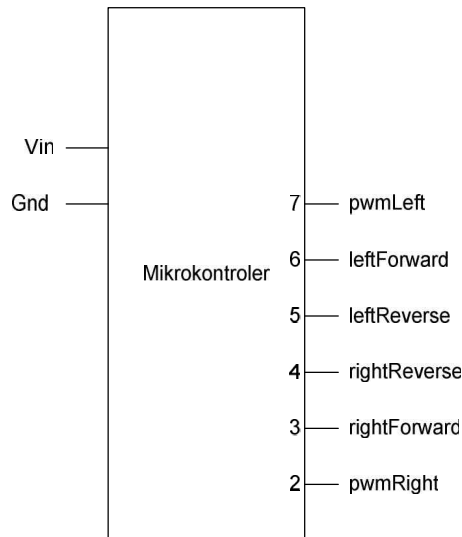 Vin
Gnd
Mikrokontroler
7 pwmLeft
6 leftForward
5 leftReverse
4 rightReverse
3 rightForward
2 pwmRight